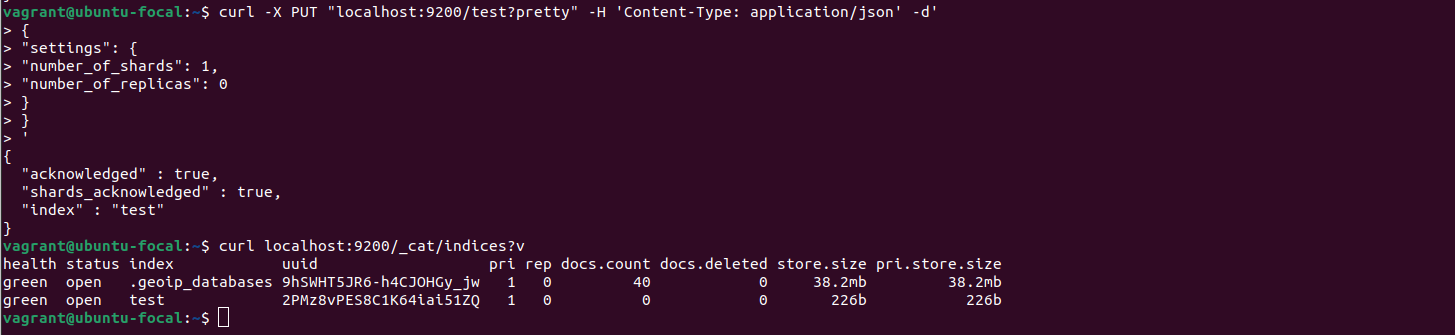 vagrant@ubuntu-focal:~$ curl -X PUT "localhost:9200/test?pretty" -H 'Content-Type: application/json' -d'
> {
> "settings": {
> "number_of_shards": 1,
> "number_of_replicas": 0
> }
> }
> '
{
  "acknowledged" : true,
  "shards_acknowledged" : true,
  "index" : "test"
}
vagrant@ubuntu-focal:~$ curl localhost:9200/_cat/indices?v
health status index            uuid                   pri rep docs.count docs.deleted store.size pri.store.size
green  open   .geoip_databases 9hSWHT5JR6-h4CJOHGy_jw   1   0         40            0     38.2mb         38.2mb
green  open   test             2PMz8vPES8C1K64iai51ZQ   1   0          0            0       226b           226b
vagrant@ubuntu-focal:~$